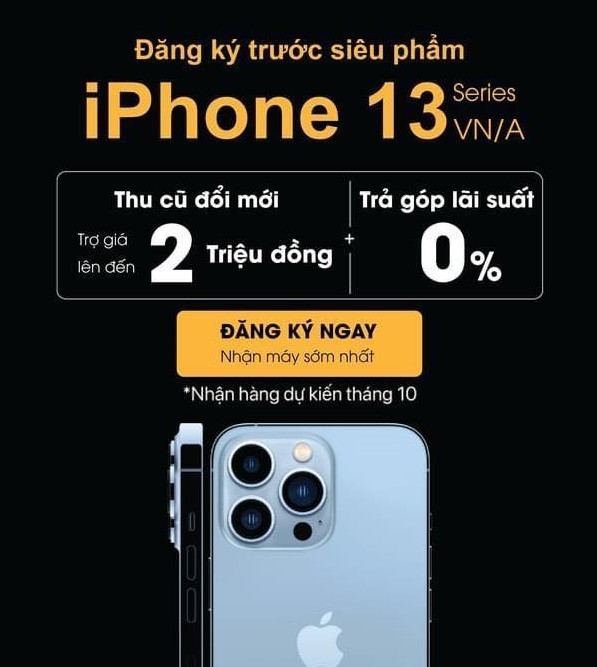 Đăng ký trước siêu phẩm
iPhone 13 Series
VN/A
Thu cũ đổi mới
Trợ giá
lên đến
2 Triệu đồng
+
Trả góp lãi suất
0%
ĐĂNG KÝ NGAY
Nhận máy sớm nhất
*Nhận hàng dự kiến tháng 10